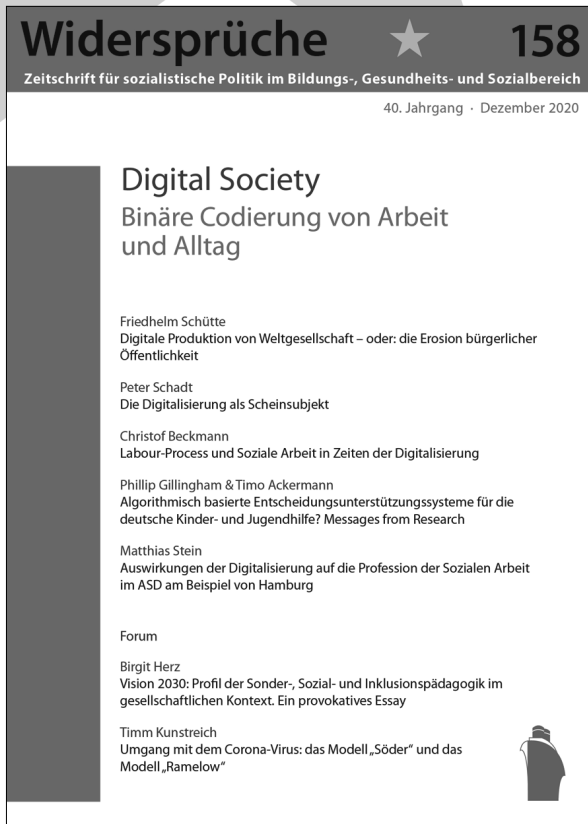 Widersprüche 158
Zeitschrift für sozialistische Politik im Bildungs-, Gesundheits- und Sozialbereich
40. Jahrgang · Dezember 2020
Digital Society
Binäre Codierung von Arbeit
und Alltag
Friedhelm Schütte
Digitale Produktion von Weltgesellschaft – oder: die Erosion bürgerlicher
Öffentlichkeit
Peter Schadt
Die Digitalisierung als Scheinsubjekt
Christof Beckmann
Labour-Process und Soziale Arbeit in Zeiten der Digitalisierung
Phillip Gillingham & Timo Ackermann
Algorithmisch basierte Entscheidungsunterstützungssysteme für die
deutsche Kinder- und Jugendhilfe? Messages from Research
Matthias Stein
Auswirkungen der Digitalisierung auf die Profession der Sozialen Arbeit
im ASD am Beispiel von Hamburg
Forum
Birgit Herz
Vision 2030: Profil der Sonder-, Sozial- und Inklusionspädagogik im
gesellschaftlichen Kontext. Ein provokatives Essay
Timm Kunstreich
Umgang mit dem Corona-Virus: das Modell „Söder“ und das
Modell „Ramelow“